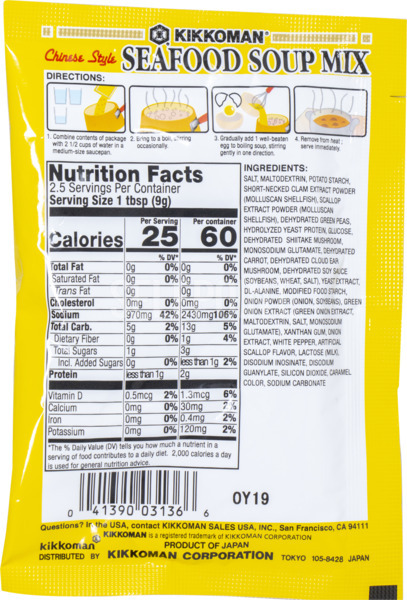 KIKKOMAN®
Chinese Style SEAFOOD SOUP MIX
DIRECTIONS:
1. Combine contents of package
with 2 1/2 cups of water in a
medium-size saucepan.
2. Bring to a boil, stirring
occasionally.
3. Gradually add 1 well-beaten
egg to boiling soup, stirring
gently in one direction.
4. Remove from heat;
serve immediately.
Nutrition Facts
2.5 Servings Per Container
Serving Size 1 tbsp (9g)
Per Serving Per container
Calories 25 60
% DV* % DV*
Total Fat 0g 0% 0g 0%
Saturated Fat 0g 0% 0g 0%
Trans Fat 0g 0g
Cholesterol 0mg 0% 0mg 0%
Sodium 970mg 42% 2430mg 106%
Total Carb. 5g 2% 13g 5%
Dietary Fiber 0g 0% 1g 4%
Total Sugars 1g 3g
Incl. Added Sugars 0g 0% less than 1g 2%
Protein less than 1g 2g
Vitamin D 0.5mcg 2% 1.3mcg 6%
Calcium 0mg 0% 30mg 2%
Iron 0mg 0% 0.4mg 2%
Potassium 0mg 0% 120mg 2%
*The % Daily Value (DV) tells you how much a nutrient in a
serving of food contributes to a daily diet. 2,000 calories a day
is used for general nutrition advice.
INGREDIENTS:
SALT, MALTODEXTRIN, POTATO STARCH,
SHORT-NECKED CLAM EXTRACT POWDER
(MOLLUSCAN SHELLFISH), SCALLOP
EXTRACT POWDER (MOLLUSCAN
SHELLFISH), DEHYDRATED GREEN PEAS,
HYDROLYZED YEAST PROTEIN, GLUCOSE,
DEHYDRATED SHIITAKE MUSHROOM,
MONOSODIUM GLUTAMATE, DEHYDRATED
CARROT, DEHYDRATED CLOUD EAR
MUSHROOM, DEHYDRATED SOY SAUCE
(SOYBEANS, WHEAT, SALT), YEAST EXTRACT,
DL-ALANINE, MODIFIED FOOD STARCH,
ONION POWDER (ONION, SOYBEANS), GREEN
ONION EXTRACT (GREEN ONION EXTRACT,
MALTODEXTRIN, SALT, MONOSODIUM
GLUTAMATE), XANTHAN GUM, ONION
EXTRACT, WHITE PEPPER, ARTIFICIAL
SCALLOP FLAVOR, LACTOSE (MILK),
DISODIUM INOSINATE, DISODIUM
GUANYLATE, SILICON DIOXIDE, CARAMEL
COLOR, SODIUM CARBONATE
0 41390 03136 6
0Y19
Questions? In the USA, contact KIKKOMAN SALES USA, INC., San Francisco, CA 94111
KIKKOMAN is a registered trademark of KIKKOMAN CORPORATION
kikkoman® PRODUCT OF JAPAN
DISTRIBUTED BY KIKKOMAN CORPORATION TOKYO 105-8428 JAPAN